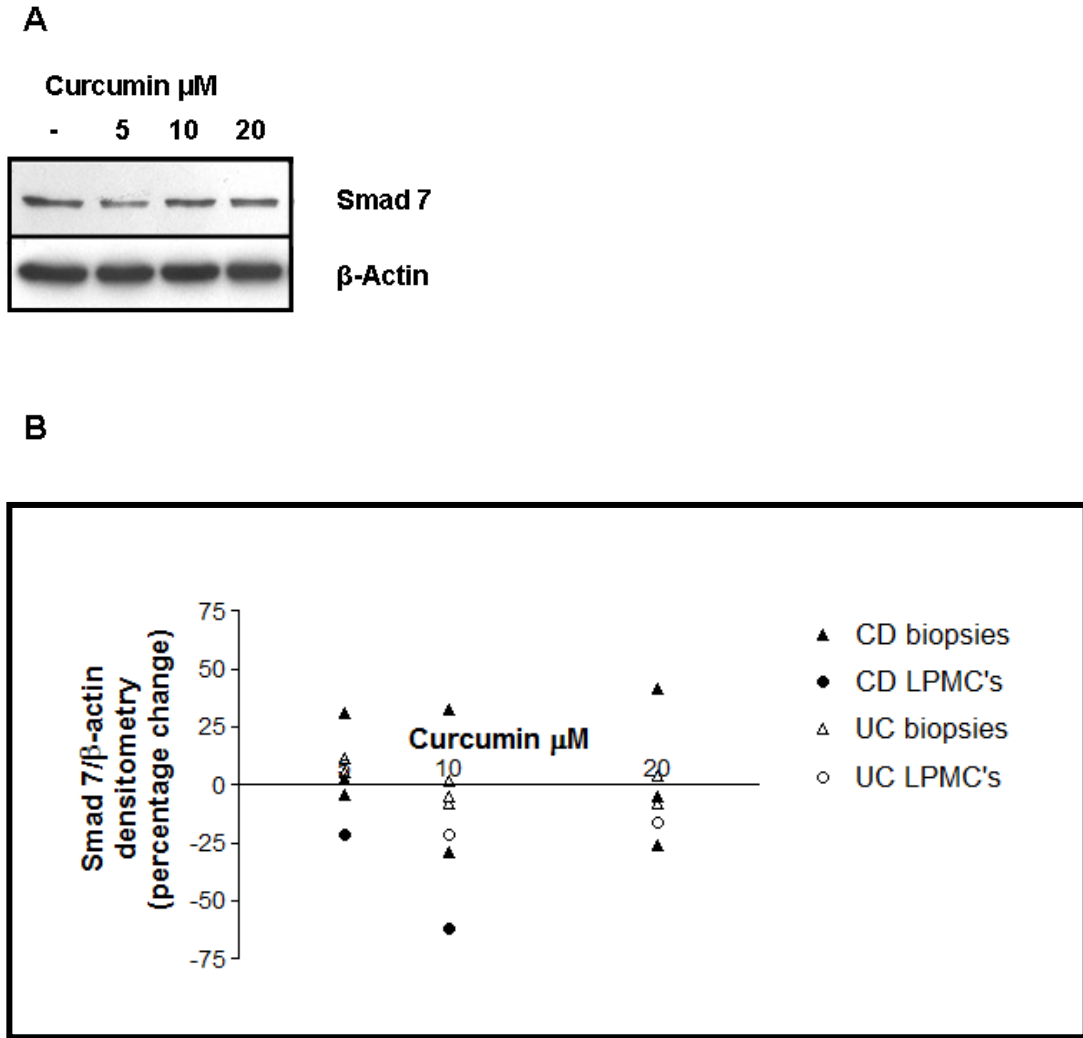 A
Curcumin µM
- 5 10 20
Smad 7
β-Actin
B
75
50
25
0
-25
-50
-75
Smad 7/β-actin
densitometry
(percentage change)
Curcumin µM
10 20
CD biopsies
CD LPMC's
UC biopsies
UC LPMC's